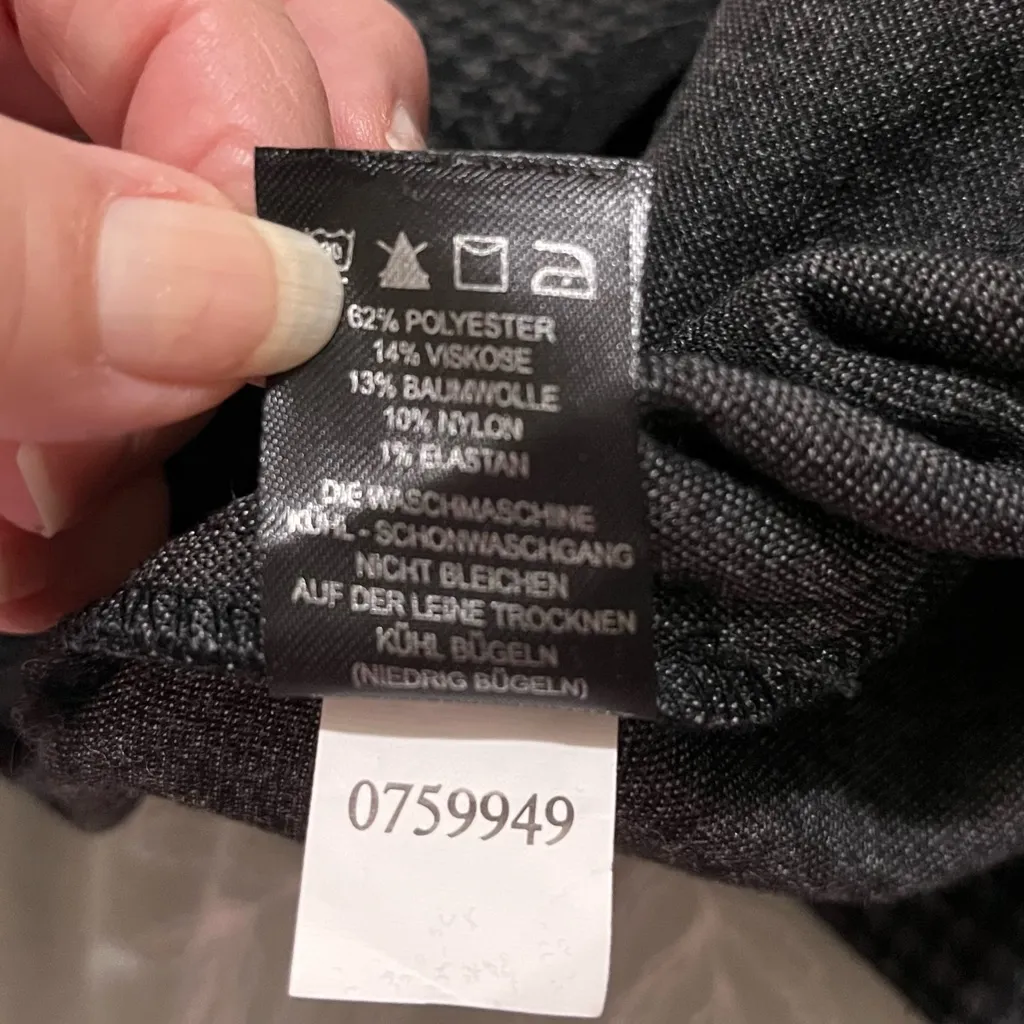 62% POLYESTER
14% VISKOSE
13% BAUMWOLLE
10% NYLON
1% ELASTAN
DIE WASCHMASCHINE
KÜHL - SCHONWASCHGANG
NICHT BLEICHEN
AUF DER LEINE TROCKNEN
KÜHL BÜGELN
(NIEDRIG BÜGELN)
0759949